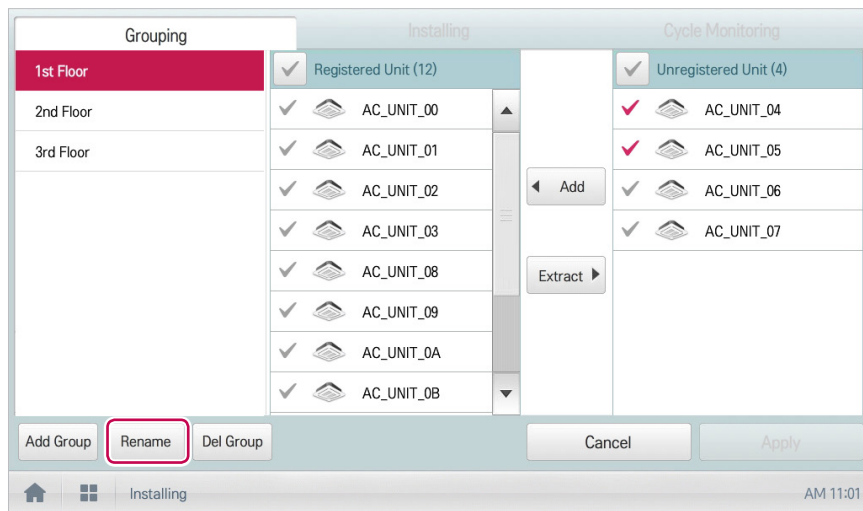 Grouping
Installing
Cycle Monitoring
1st Floor
2nd Floor
3rd Floor
Registered Unit (12)
AC_UNIT_00
AC_UNIT_01
AC_UNIT_02
AC_UNIT_03
AC_UNIT_08
AC_UNIT_09
AC_UNIT_0A
AC_UNIT_0B
Add
Extract
Unregistered Unit (4)
AC_UNIT_04
AC_UNIT_05
AC_UNIT_06
AC_UNIT_07
Add Group
Rename
Del Group
Cancel
Apply
Installing
AM 11:01